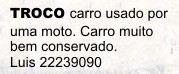 TROCO carro usado por
uma moto. Carro muito
bem conservado.
Luis 22239090